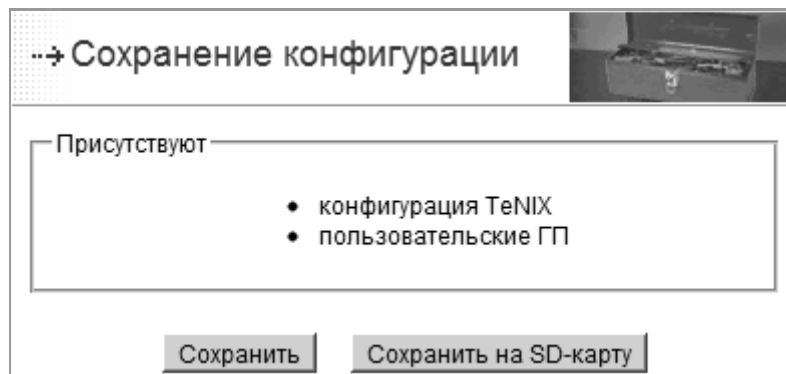 Сохранение конфигурации
Присутствуют
• конфигурация TeNIX
• пользовательские ГП
Сохранить
Сохранить на SD-карту